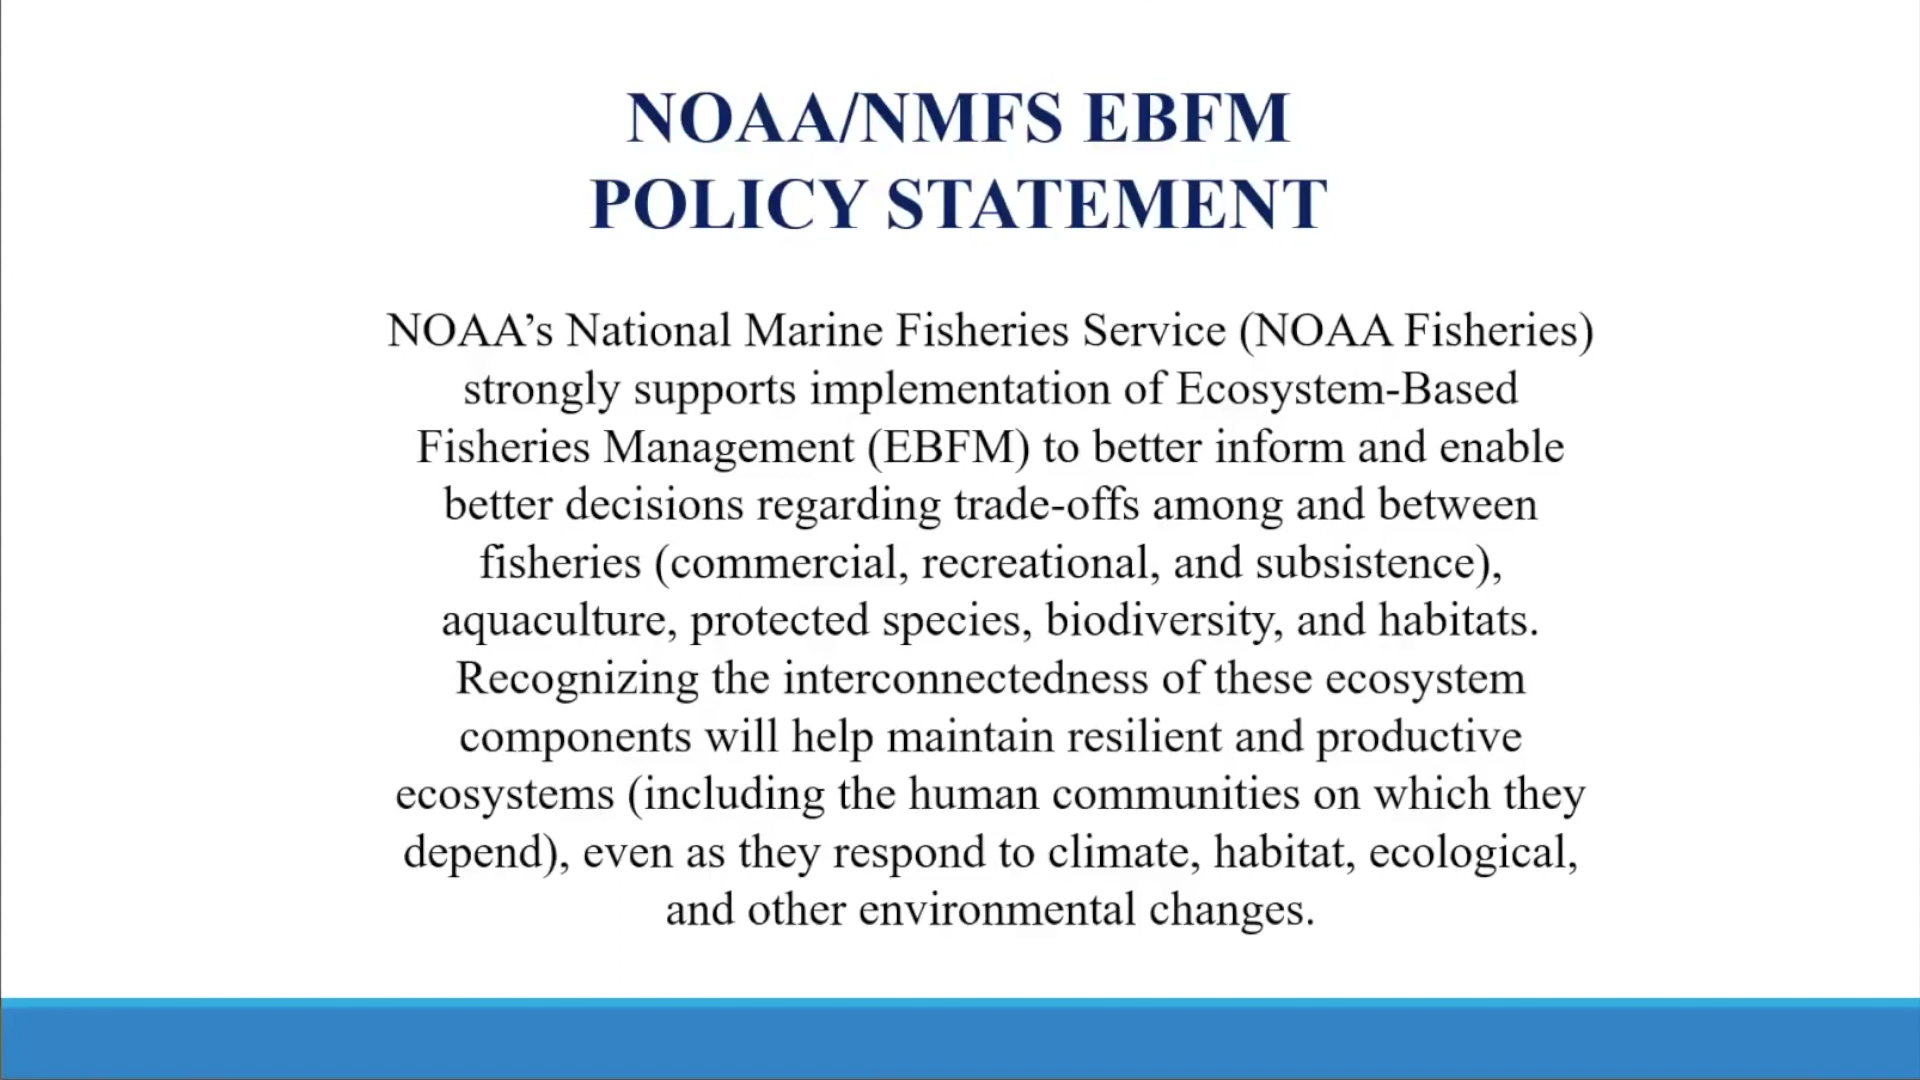 NOAA/NMFS EBFM
POLICY STATEMENT
NOAA’s National Marine Fisheries Service (NOAA Fisheries)
strongly supports implementation of Ecosystem-Based
Fisheries Management (EBFM) to better inform and enable
better decisions regarding trade-offs among and between
fisheries (commercial, recreational, and subsistence),
aquaculture, protected species, biodiversity, and habitats.
Recognizing the interconnectedness of these ecosystem
components will help maintain resilient and productive
ecosystems (including the human communities on which they
depend), even as they respond to climate, habitat, ecological,
and other environmental changes.